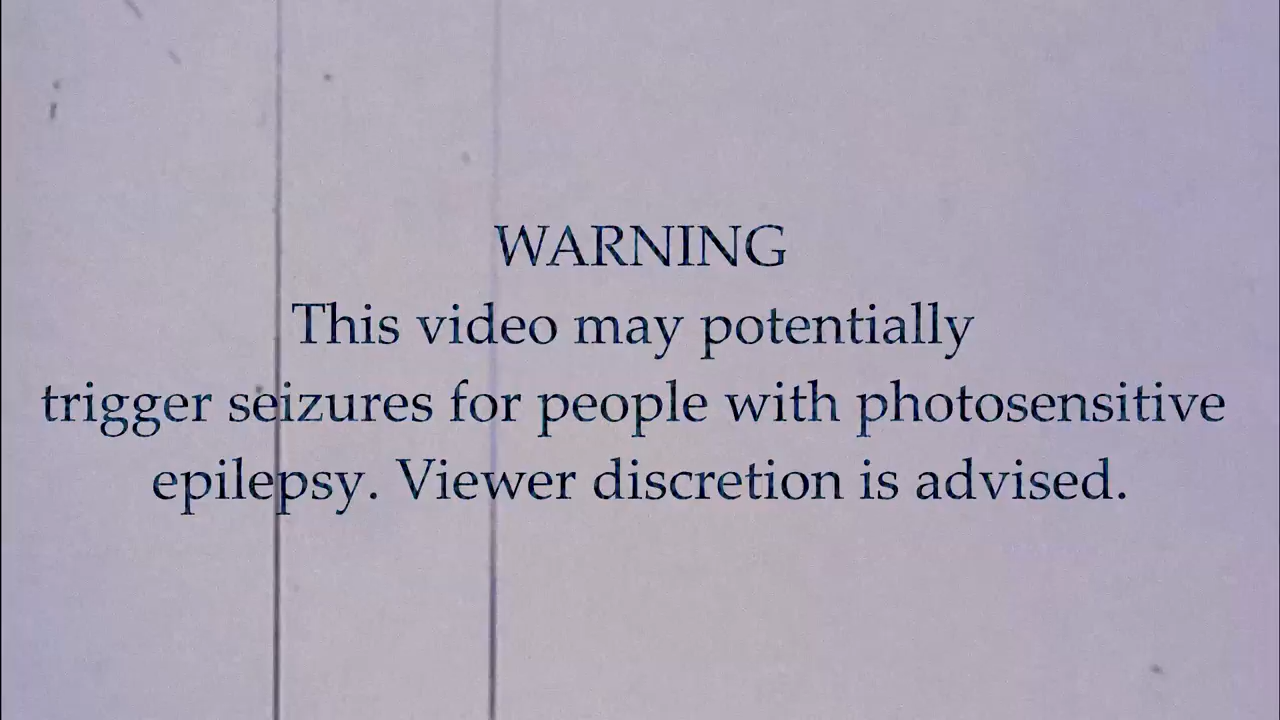 WARNING
This video may potentially
trigger seizures for people with photosensitive
epilepsy. Viewer discretion is advised.